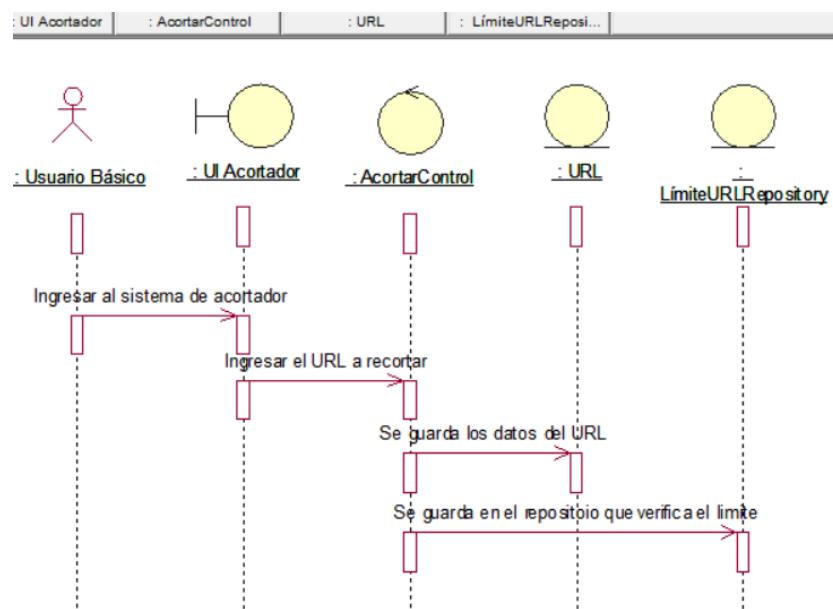 : UI Acortador
: AcortarControl
: URL
: LímiteURLReposi...
: Usuario Básico
: UI Acortador
: AcortarControl
: URL
:
LímiteURLRepository
Ingresar al sistema de acortador
Ingresar el URL a recortar
Se guarda los datos del URL
Se guarda en el repositoio que verifica el limite